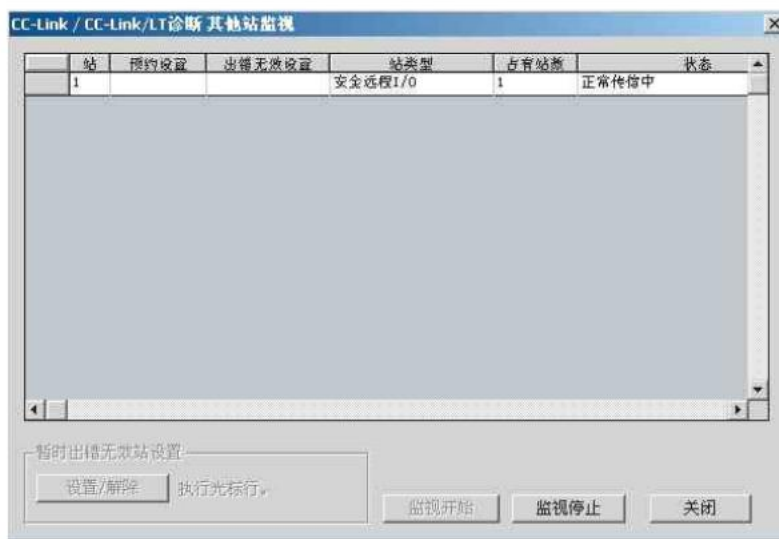 CC-Link / CC-Link/LT诊断 其他站监视
站 预约设置 出错无效设置 站类型 占有站数 状态
1 安全远程I/O 1 正常传信中
暂时出错无效站设置
设置/解除 执行光标行。
监视开始 监视停止 关闭